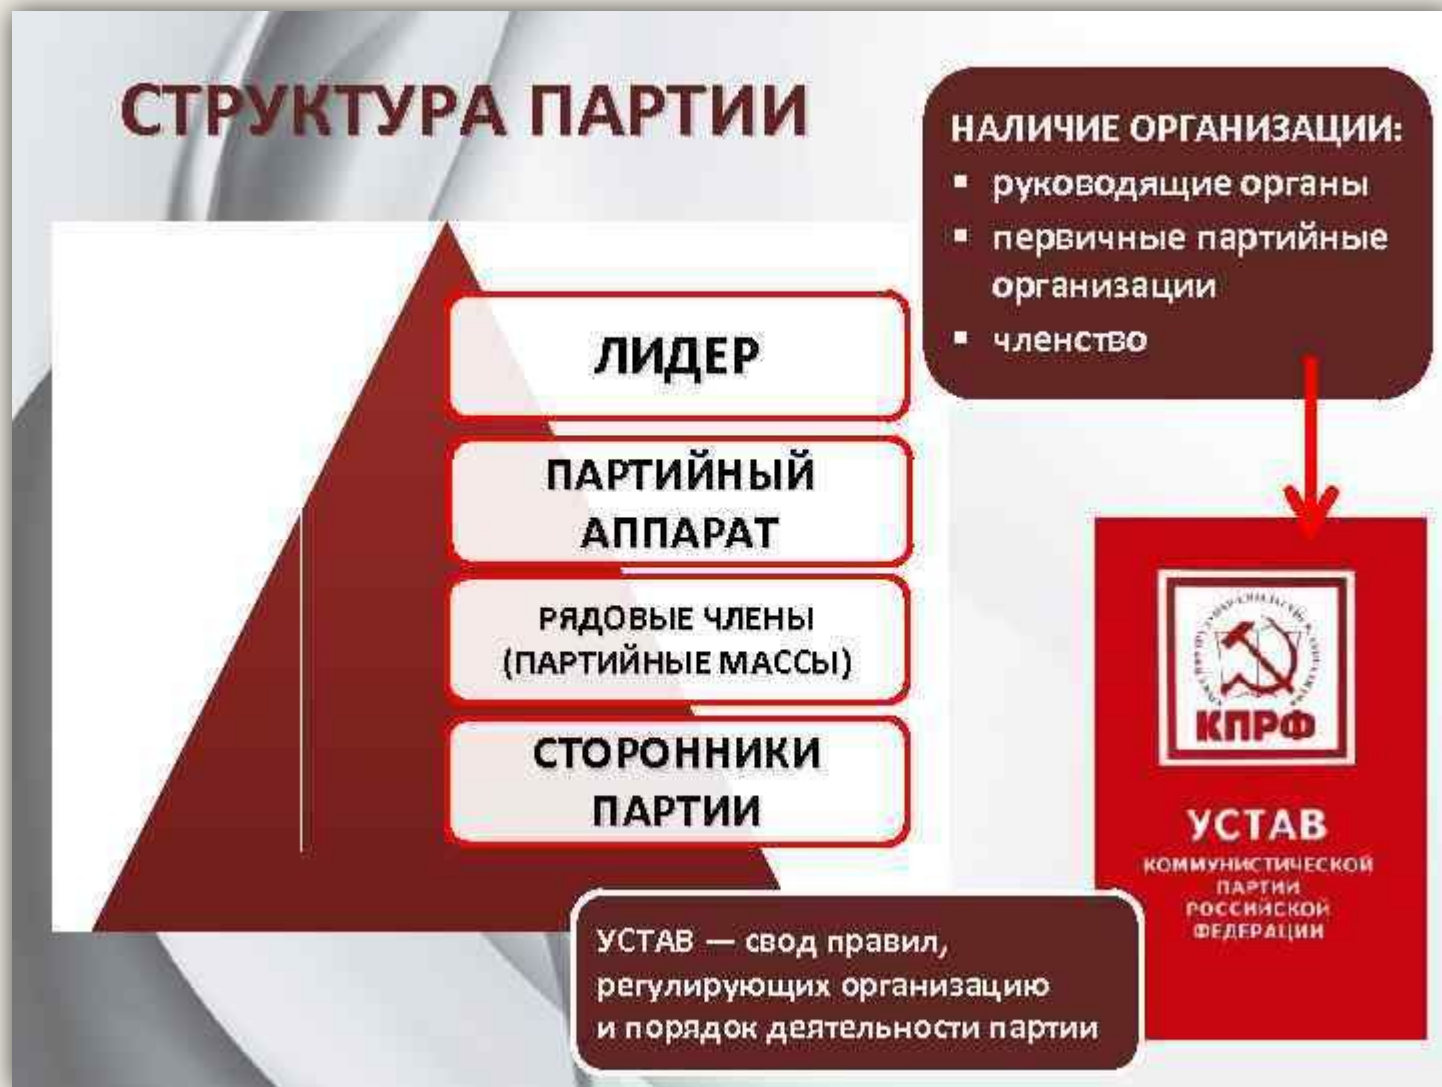 СТРУКТУРА ПАРТИИ
НАЛИЧИЕ ОРГАНИЗАЦИИ:
▪ руководящие органы
▪ первичные партийные
организации
▪ членство
ЛИДЕР
ПАРТИЙНЫЙ
АППАРАТ
РЯДОВЫЕ ЧЛЕНЫ
(ПАРТИЙНЫЕ МАССЫ)
СТОРОННИКИ
ПАРТИИ
КПРФ
УСТАВ
КОММУНИСТИЧЕСКОЙ
ПАРТИИ
РОССИЙСКОЙ
ФЕДЕРАЦИИ
УСТАВ — свод правил,
регулирующих организацию
и порядок деятельности партии